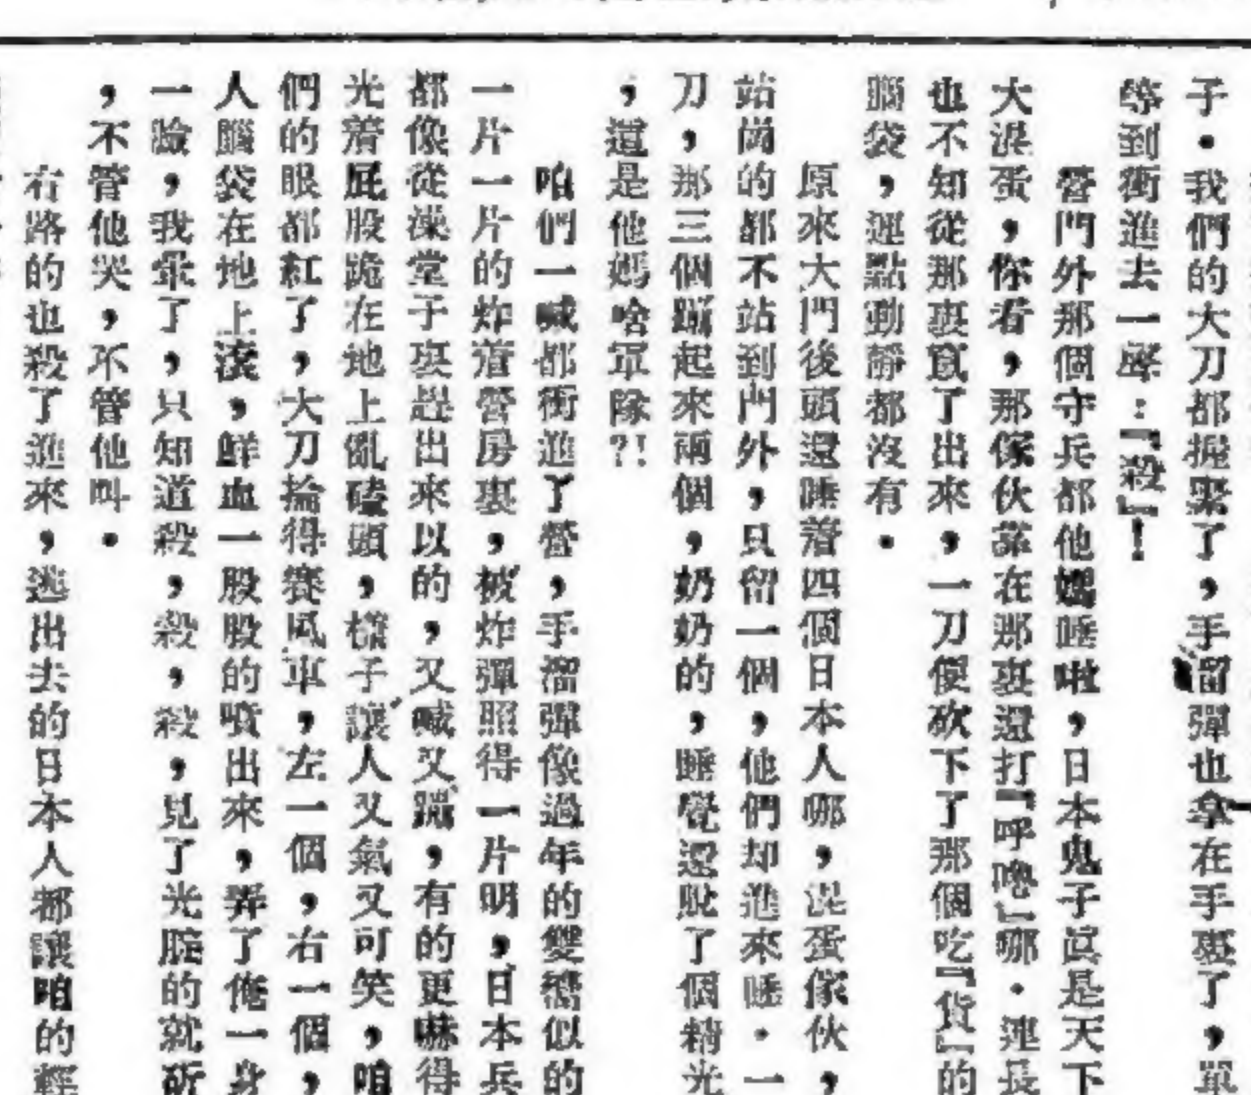 子．我們的大刀都握緊了，手留彈也拿在手裏了，單
等到衝進去一聲：『殺』！
營門外那個守兵都他媽睡啦，日本鬼子眞是天下
大混蛋，你看，那傢伙靠在那裏還打『呼嚕』哪．連長
也不知從那裏竄了出來，一刀便砍下了那個吃『貨』的
腦袋，連點動靜都沒有．
原來大門後頭還睡着四個日本人哪，混蛋傢伙，
站崗的都不站到門外，只留一個，他們却進來睡．一
刀，那三個蹦起來兩個，奶奶的，睡覺還脫了個精光
，這是他媽啥軍隊?!
咱們一喊都衝進了營，手溜彈像過年的雙嚮似的
一片一片的炸着營房裏，被炸彈照得一片明，日本兵
都像從澡堂子裏趕出來以的，又喊又蹦，有的更嚇得
光着屁股跪在地上亂磕頭，樣子讓人又氣又可笑，咱
們的眼都紅了，大刀掄得賽風車，左一個，右一個，
人腦袋在地上滚，鮮血一股股的噴出來，弄了俺一身
一臉，我暈了，只知道殺，殺，殺，見了光腚的就斫
，不管他哭，不管他叫．
右路的也殺了進來，逃出去的日本人都讓咱的輕